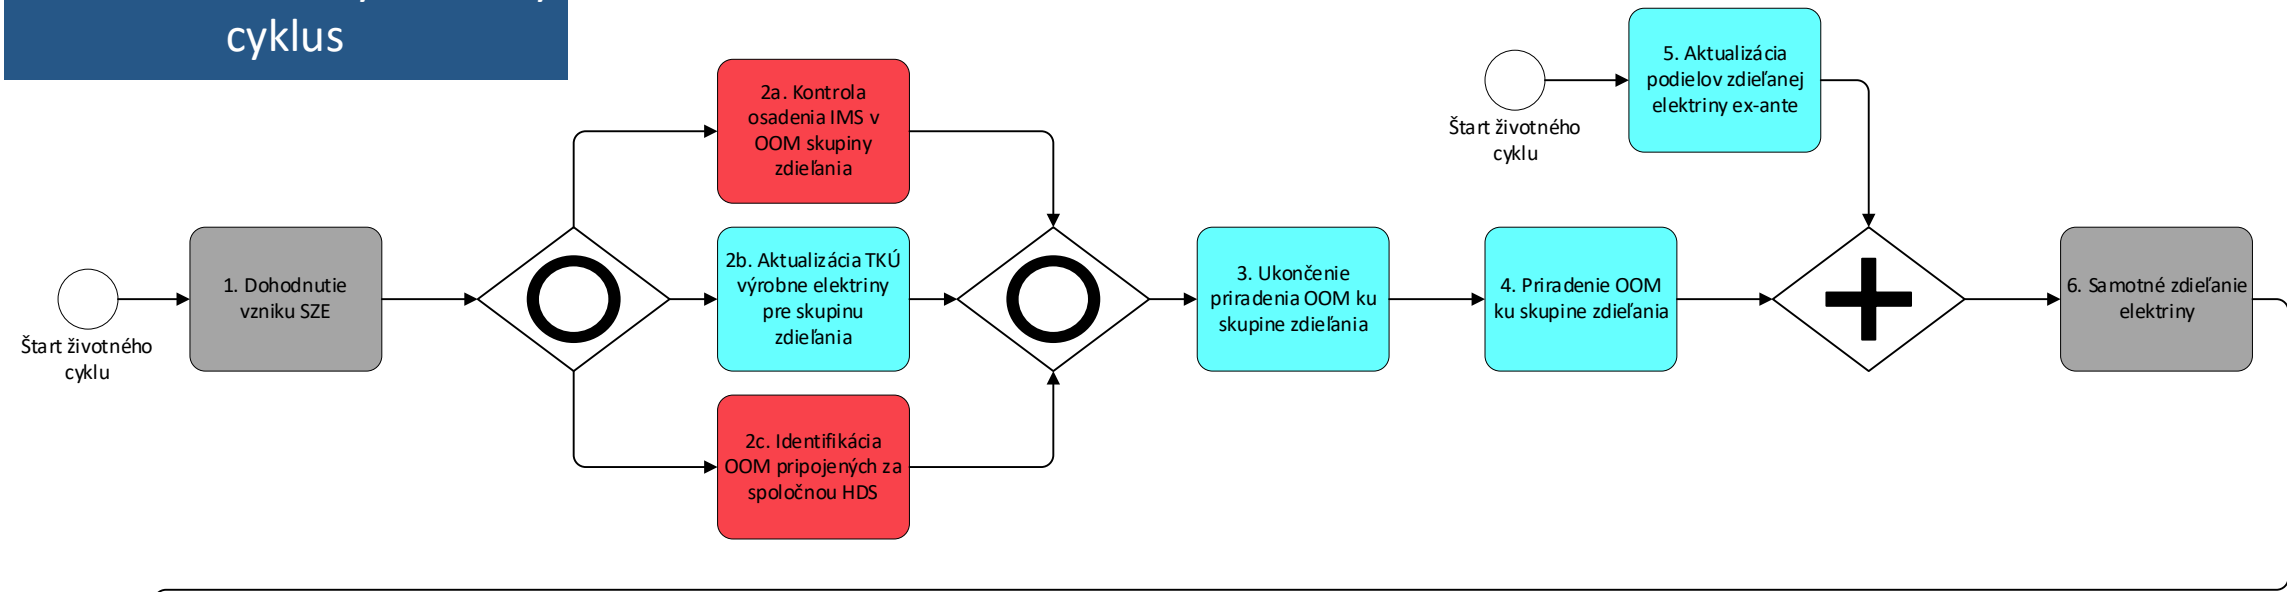 cyklus
Štart životného
cyklu
1. Dohodnutie
vzniku SZE
2a. Kontrola
osadenia IMS v
OOM skupiny
zdieľania
2b. Aktualizácia TKÚ
výrobne elektriny
pre skupinu
zdieľania
2c. Identifikácia
OOM pripojených za
spoločnou HDS
3. Ukončenie
priradenia OOM ku
skupine zdieľania
4. Priradenie OOM
ku skupine zdieľania
Štart životného
cyklu
5. Aktualizácia
podielov zdieľanej
elektriny ex-ante
6. Samotné zdieľanie
elektriny